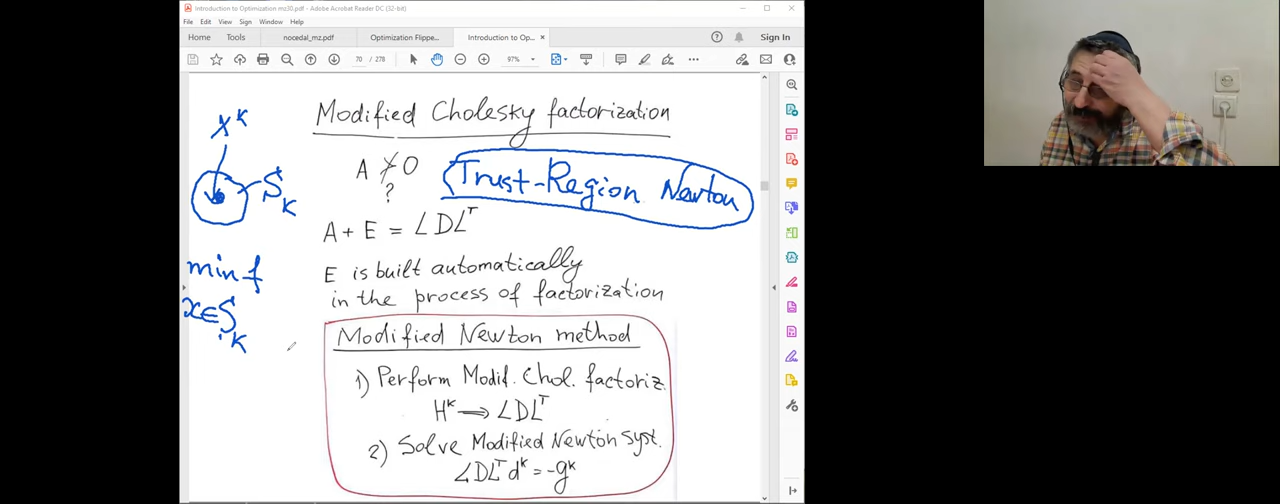 Introduction to Optimization mz30.pdf - Adobe Acrobat Reader DC (32-bit)
File Edit View Sign Window Help
Home Tools nocedal_mz.pdf Optimization Flippe... Introduction to Op... × Sign In
70 / 278 97%
Modified Cholesky factorization
X^K
A ≯ 0
?
Trust-Region Newton
S_K
A + E = LDL^T
min f
x∈S_K
E is built automatically
in the process of factorization
Modified Newton method
1) Perform Modif. Chol. factoriz.
H^K ⟹ LDL^T
2) Solve Modified Newton syst.
LDL^T d^K = -g^K